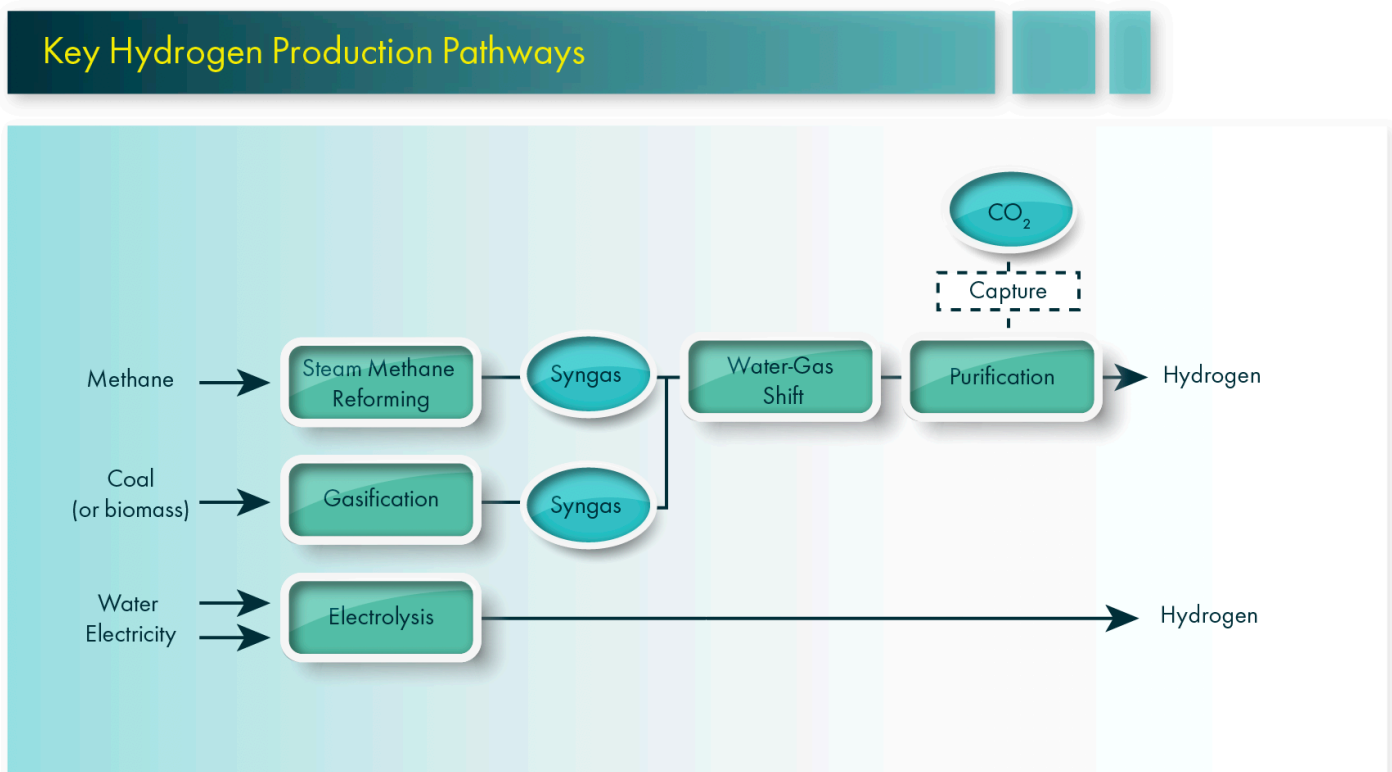 Key Hydrogen Production Pathways
CO₂
Capture
Methane
Steam Methane
Reforming
Syngas
Water-Gas
Shift
Purification
Hydrogen
Coal
(or biomass)
Gasification
Syngas
Water
Electricity
Electrolysis
Hydrogen